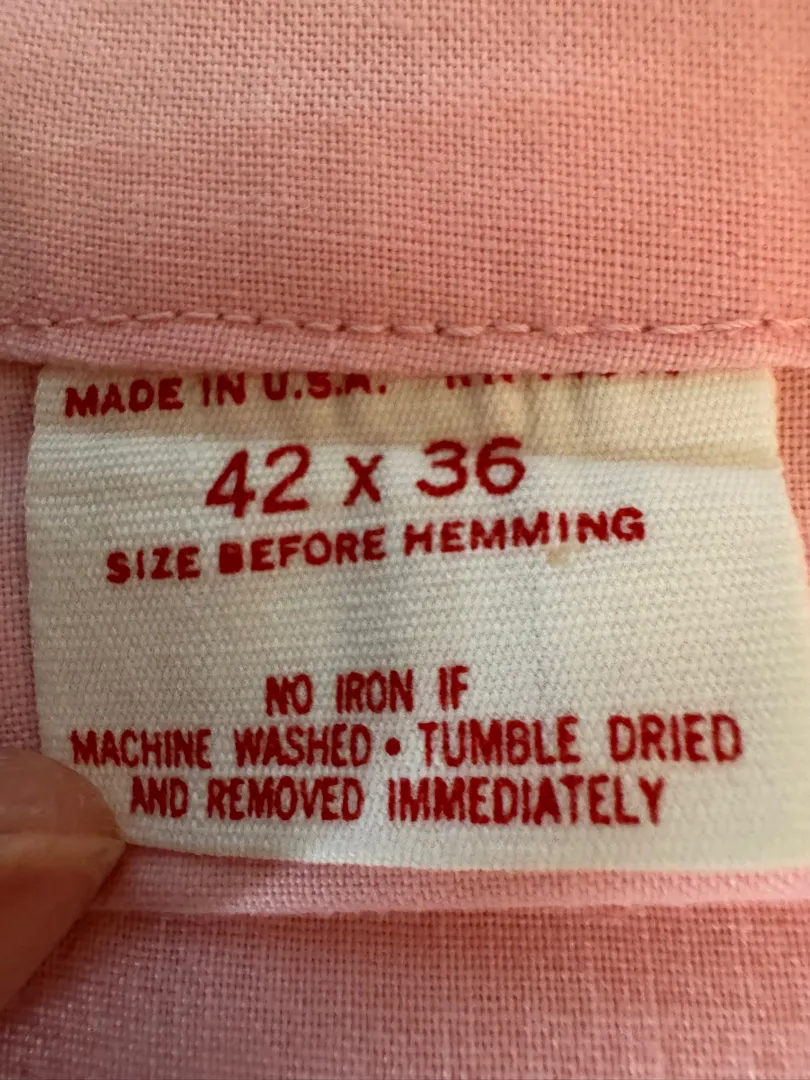 MADE IN U.S.A.
42 x 36
SIZE BEFORE HEMMING
NO IRON IF
MACHINE WASHED • TUMBLE DRIED
AND REMOVED IMMEDIATELY